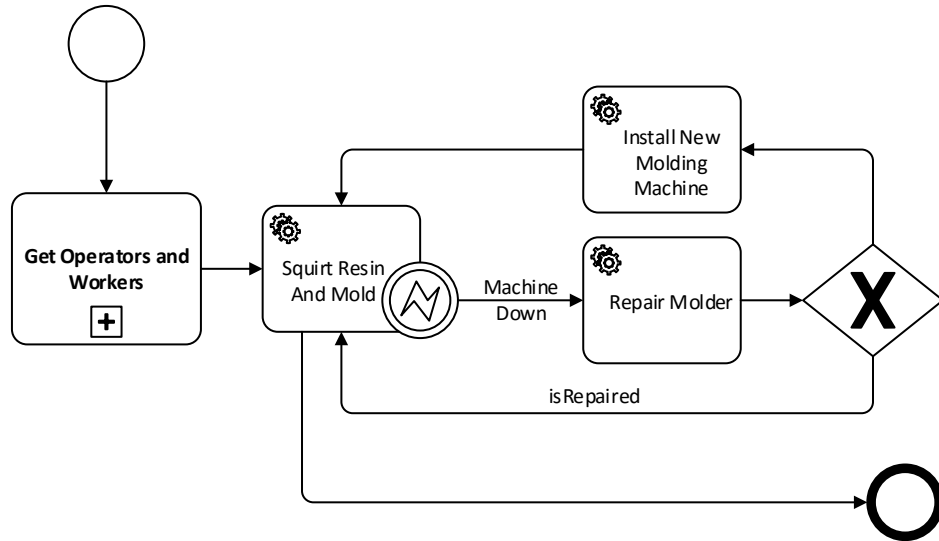 Get Operators and
Workers
Squirt Resin
And Mold
Machine
Down
Install New
Molding
Machine
Repair Molder
X
isRepaired